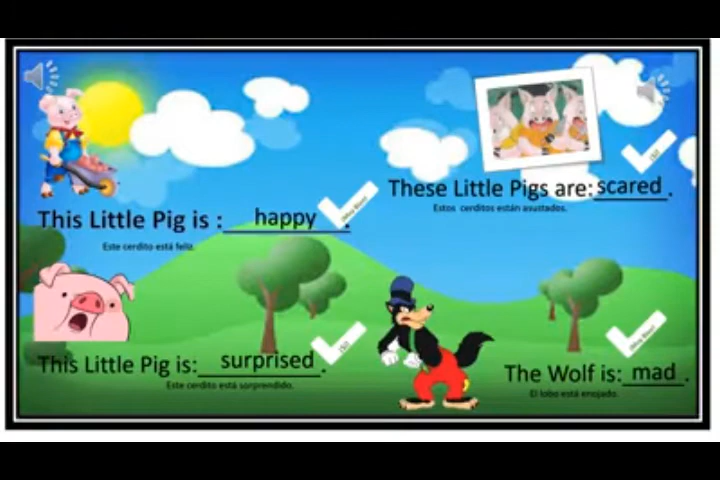 This Little Pig is : happy.
Este cerdito está feliz.
These Little Pigs are: scared.
Estos cerditos están asustados.
This Little Pig is: surprised.
Este cerdito está sorprendido.
The Wolf is: mad.
El lobo está enojado.